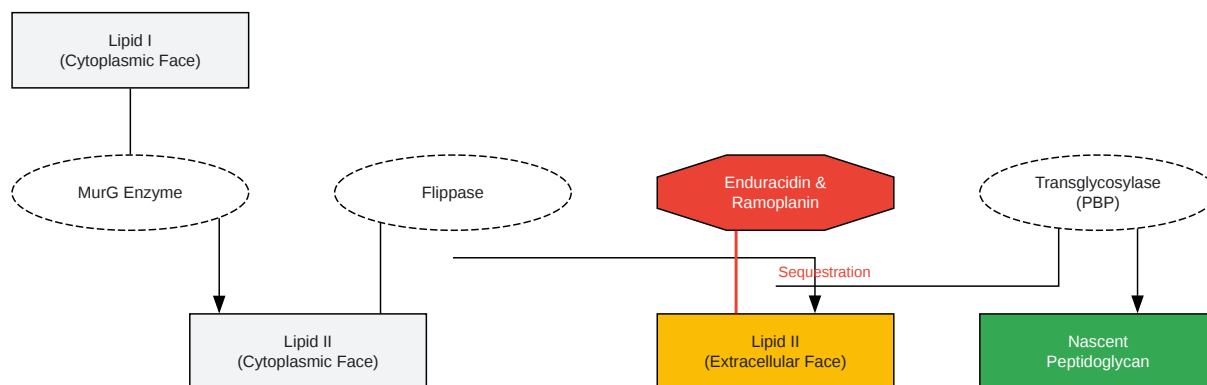 Lipid I
(Cytoplasmic Face)
MurG Enzyme
Flippase
Enduracidin &
Ramoplanin
Transglycosylase
(PBP)
Sequestration
Lipid II
(Cytoplasmic Face)
Lipid II
(Extracellular Face)
Nascent
Peptidoglycan